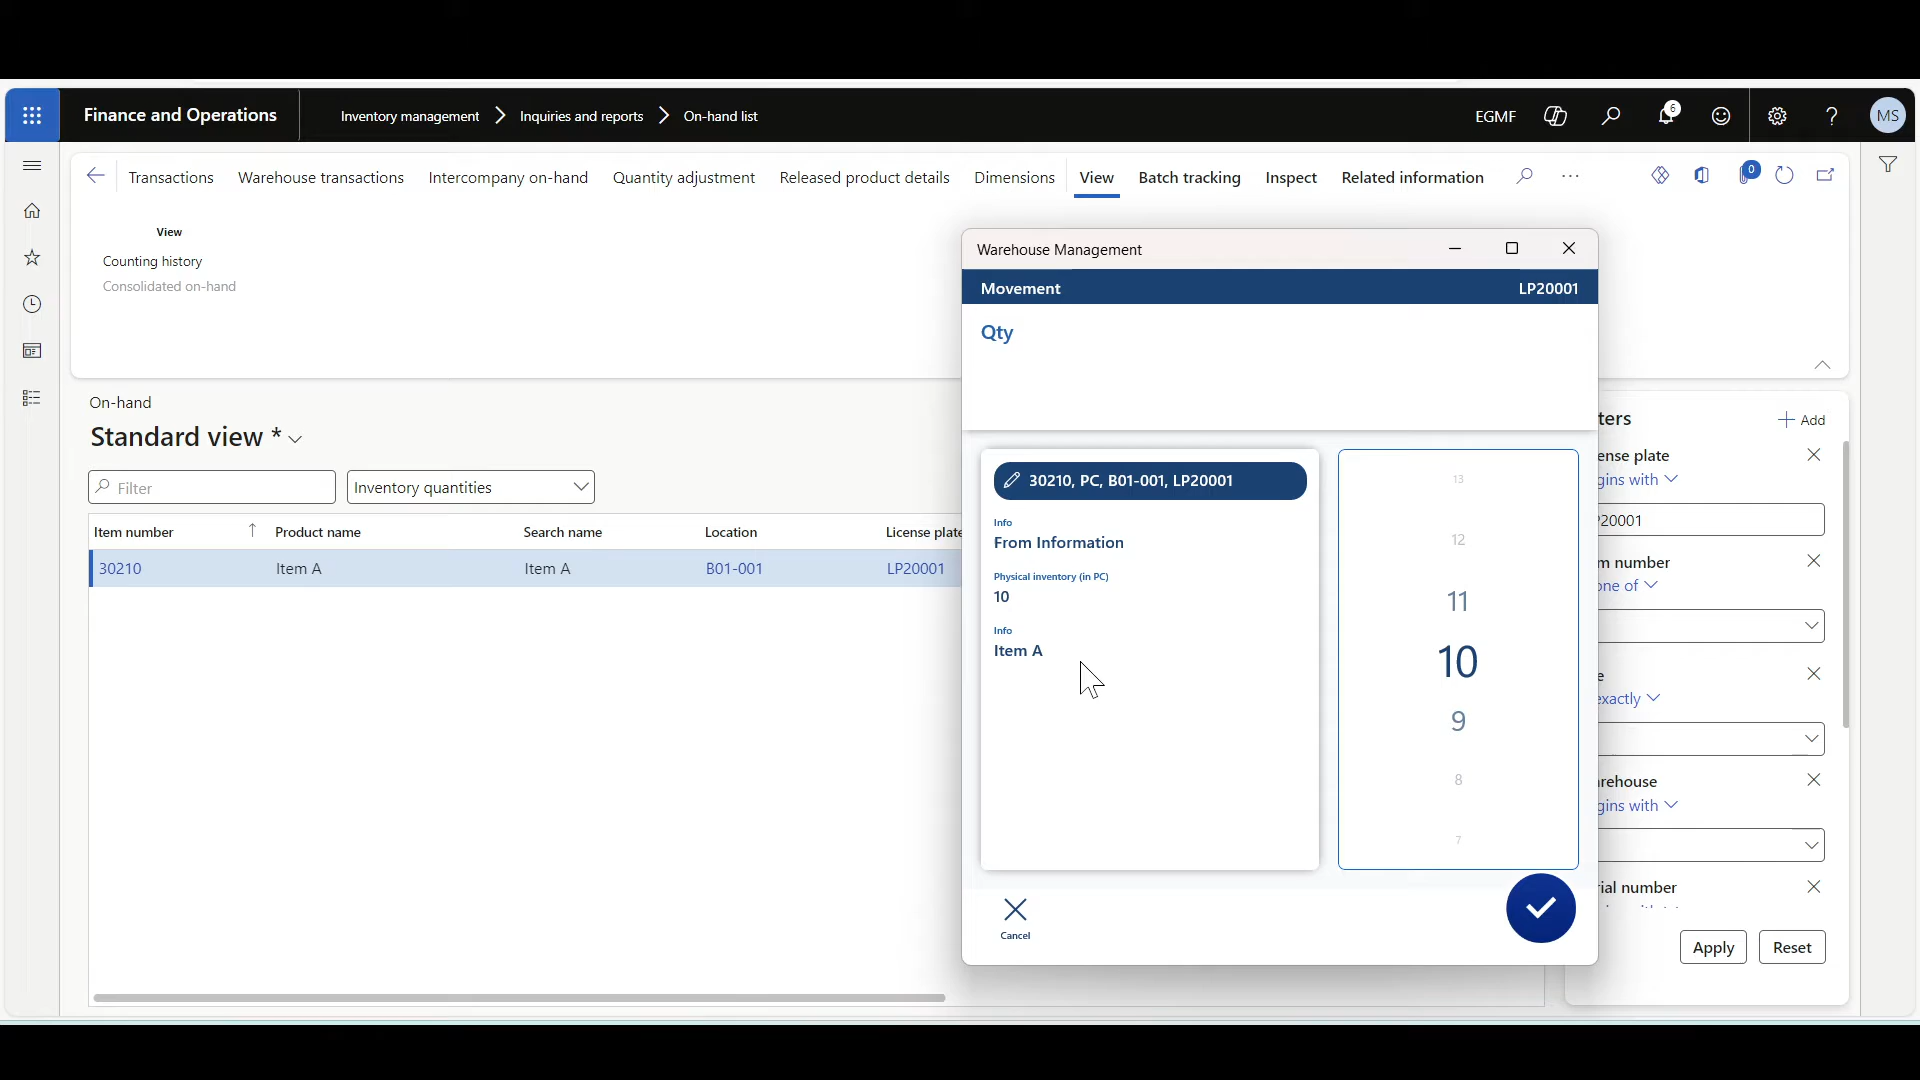 Finance and Operations
Inventory management
Inquiries and reports
On-hand list
EGMF
6
?
MS
Transactions
Warehouse transactions
Intercompany on-hand
Quantity adjustment
Released product details
Dimensions
View
Batch tracking
Inspect
Related information
...
0
View
Counting history
Consolidated on-hand
On-hand
Standard view *
Filter
Inventory quantities
Item number
Product name
Search name
Location
License plate
30210
Item A
Item A
B01-001
LP20001
Warehouse Management
Movement
LP20001
Qty
30210, PC, B01-001, LP20001
Info
From Information
Physical inventory (in PC)
10
Info
Item A
13
12
11
10
9
8
7
Cancel
ters
Add
ense plate
gins with
P20001
m number
one of
e
exactly
rehouse
gins with
ial number
Apply
Reset